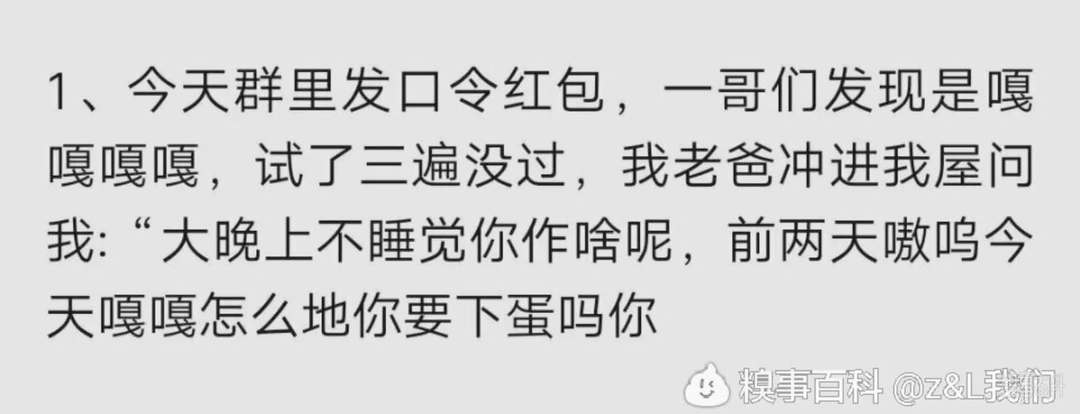 1、今天群里发口令红包，一哥们发现是嘎
嘎嘎嘎，试了三遍没过，我老爸冲进我屋问
我:“大晚上不睡觉你作啥呢，前两天嗷呜今
天嘎嘎怎么地你要下蛋吗你
糗事百科 @z&L我们